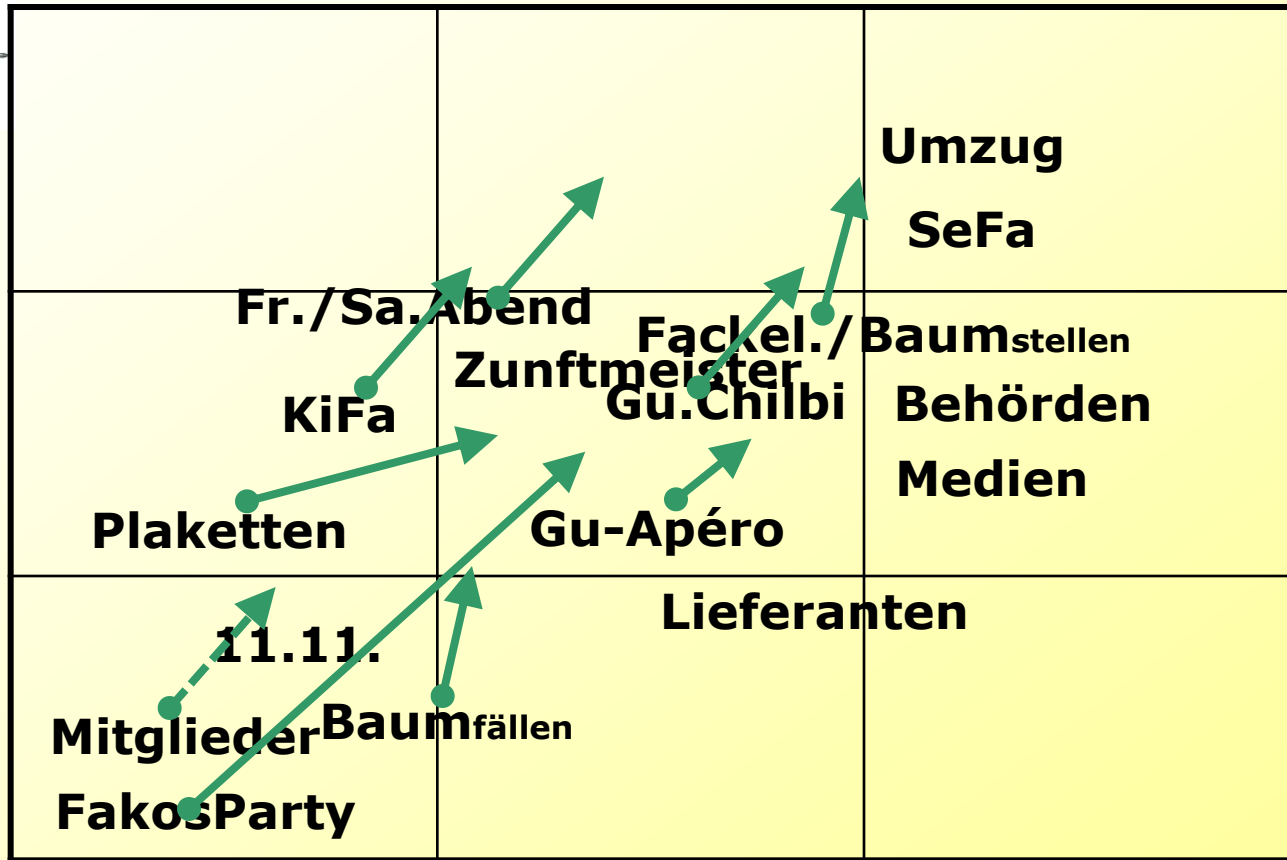 Umzug
SeFa
Fr./Sa.Abend
Fackel./Baumstellen
Zunftmeister
Gu.Chilbi
Behörden
KiFa
Medien
Plaketten
Gu-Apéro
Lieferanten
11.11.
Baumfällen
Mitglieder
FakosParty